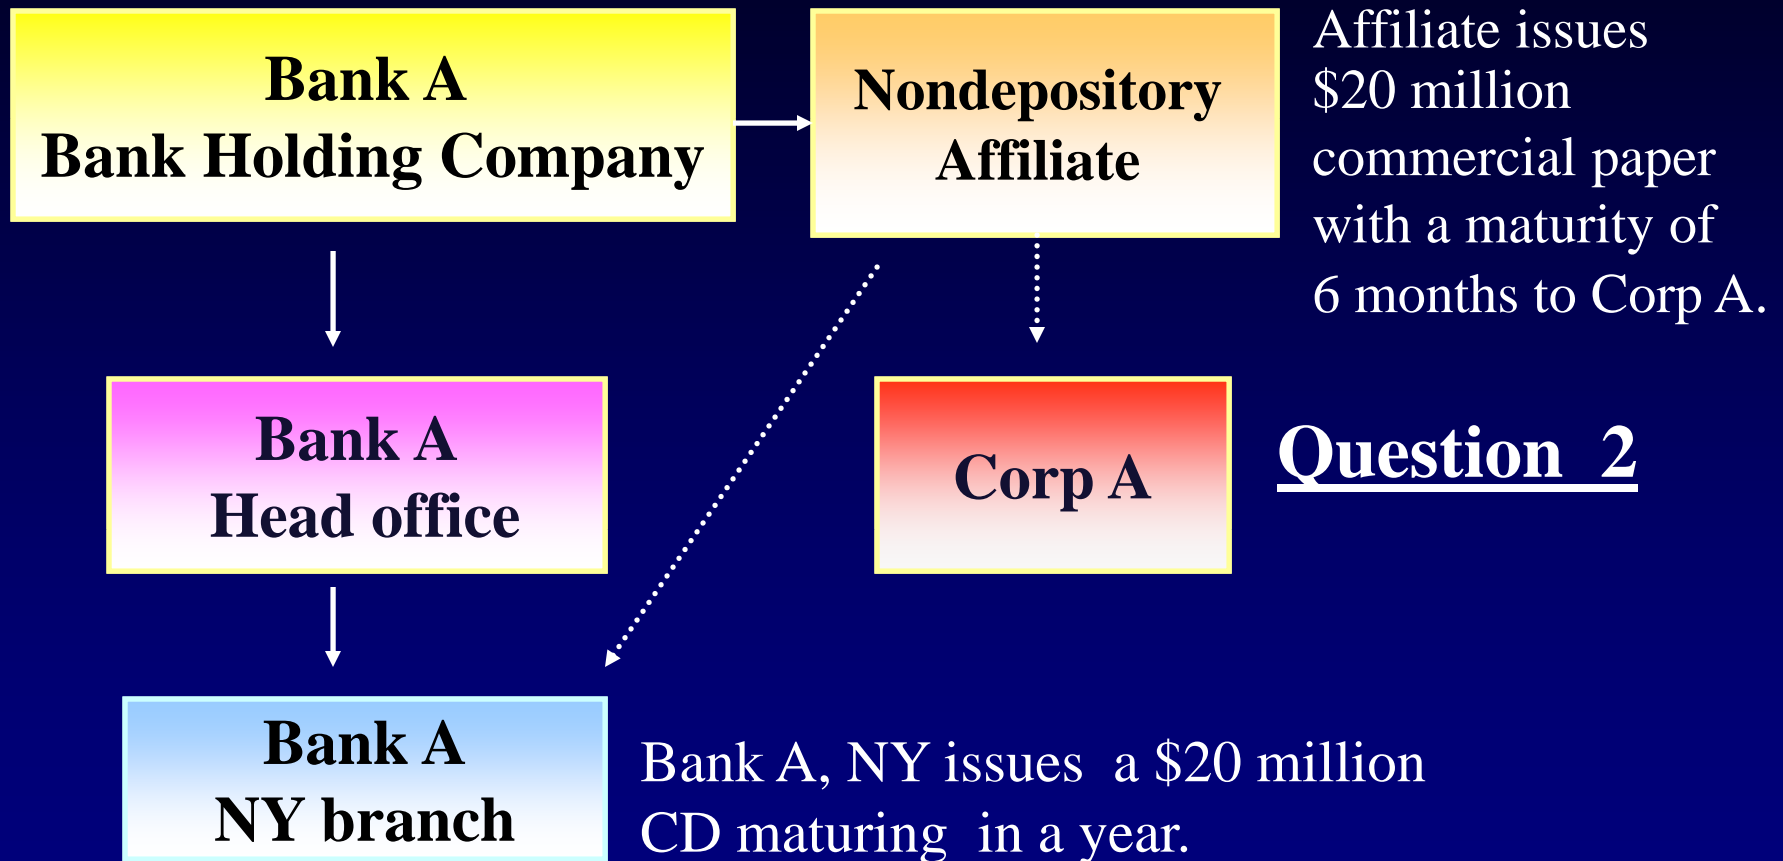 Bank A
Bank Holding Company
Nondepository
Affiliate
Affiliate issues
$20 million
commercial paper
with a maturity of
6 months to Corp A.
Bank A
Head office
Corp A
Question 2
Bank A
NY branch
Bank A, NY issues a $20 million
CD maturing in a year.